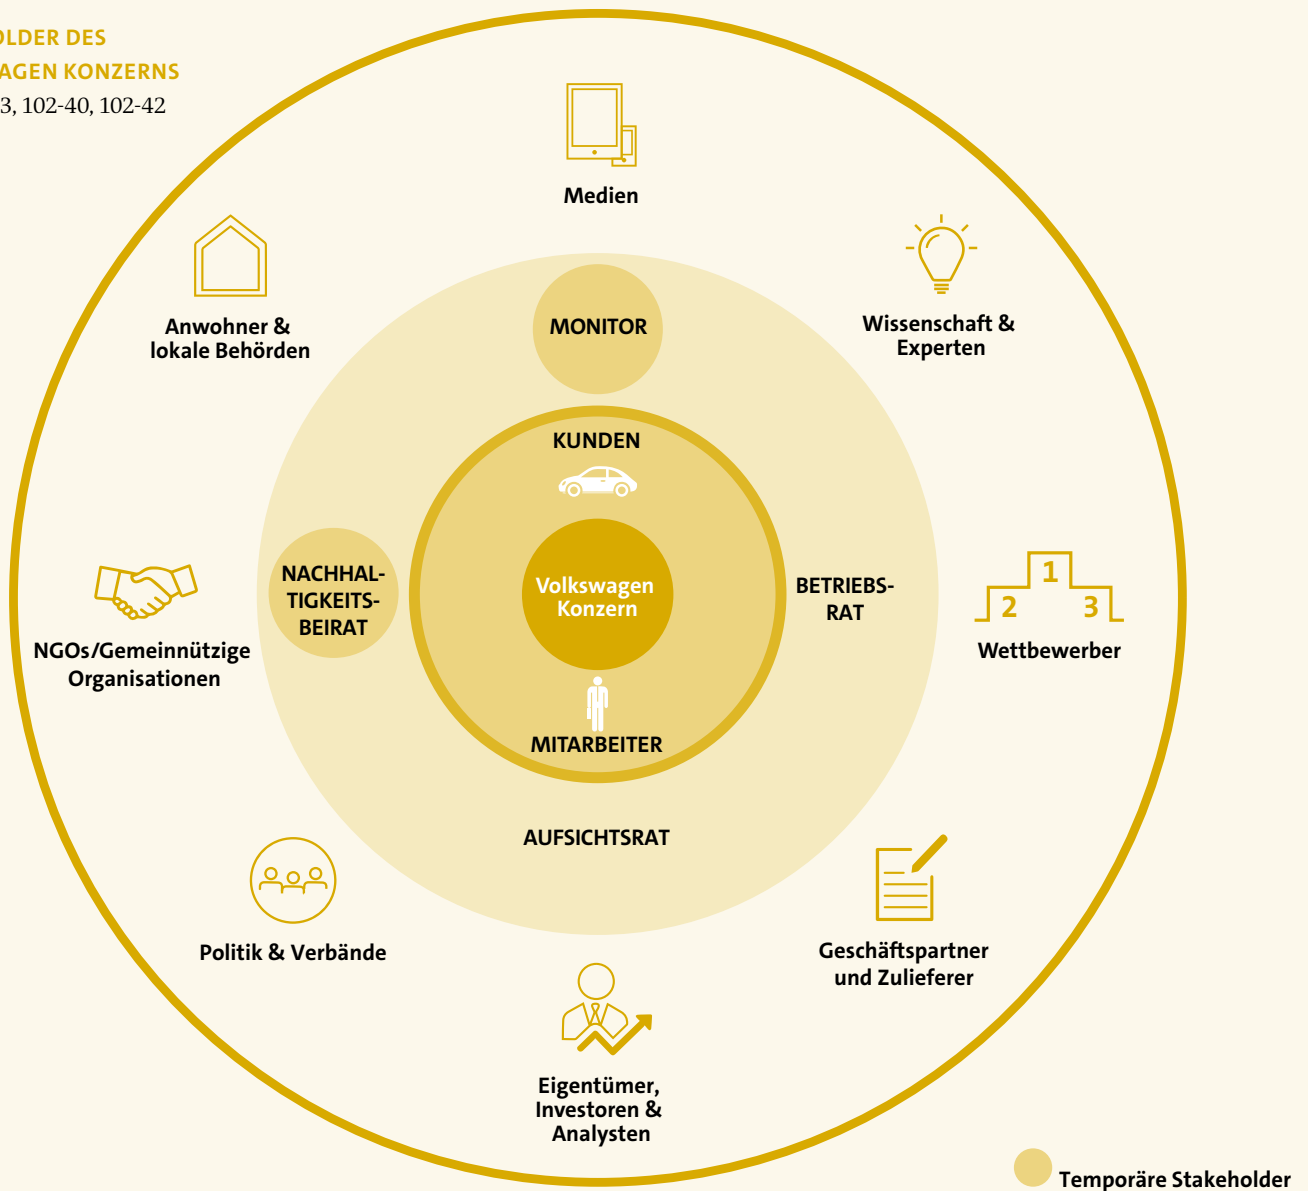 OLDER DES
AGEN KONZERNS
3, 102-40, 102-42
Medien
Anwohner &
lokale Behörden
Wissenschaft &
Experten
MONITOR
KUNDEN
NACHHAL-
TIGKEITS-
BEIRAT
Volkswagen
Konzern
BETRIEBS-
RAT
1
2
3
NGOs/Gemeinnützige
Organisationen
Wettbewerber
MITARBEITER
AUFSICHTSRAT
Politik & Verbände
Geschäftspartner
und Zulieferer
Eigentümer,
Investoren &
Analysten
Temporäre Stakeholder